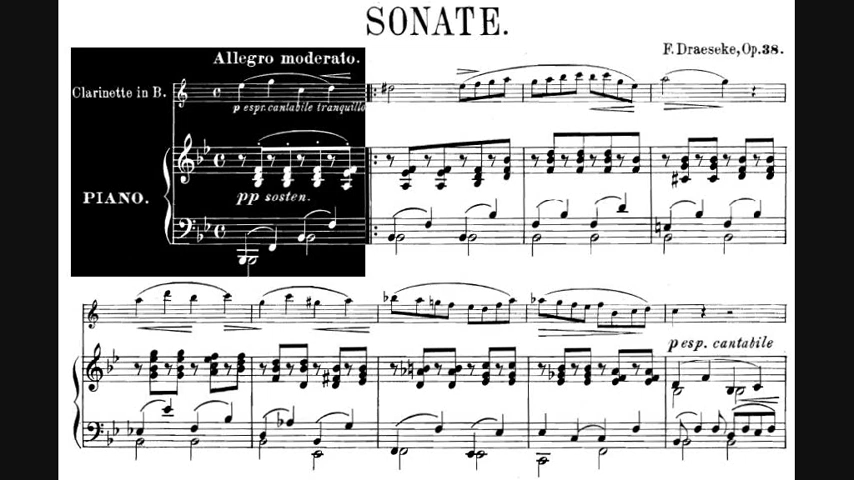 SONATE.
F. Draeseke, Op. 38.
Allegro moderato.
Clarinette in B.
p espr. cantabile tranquillo
PIANO.
pp sosten.
p esp. cantabile